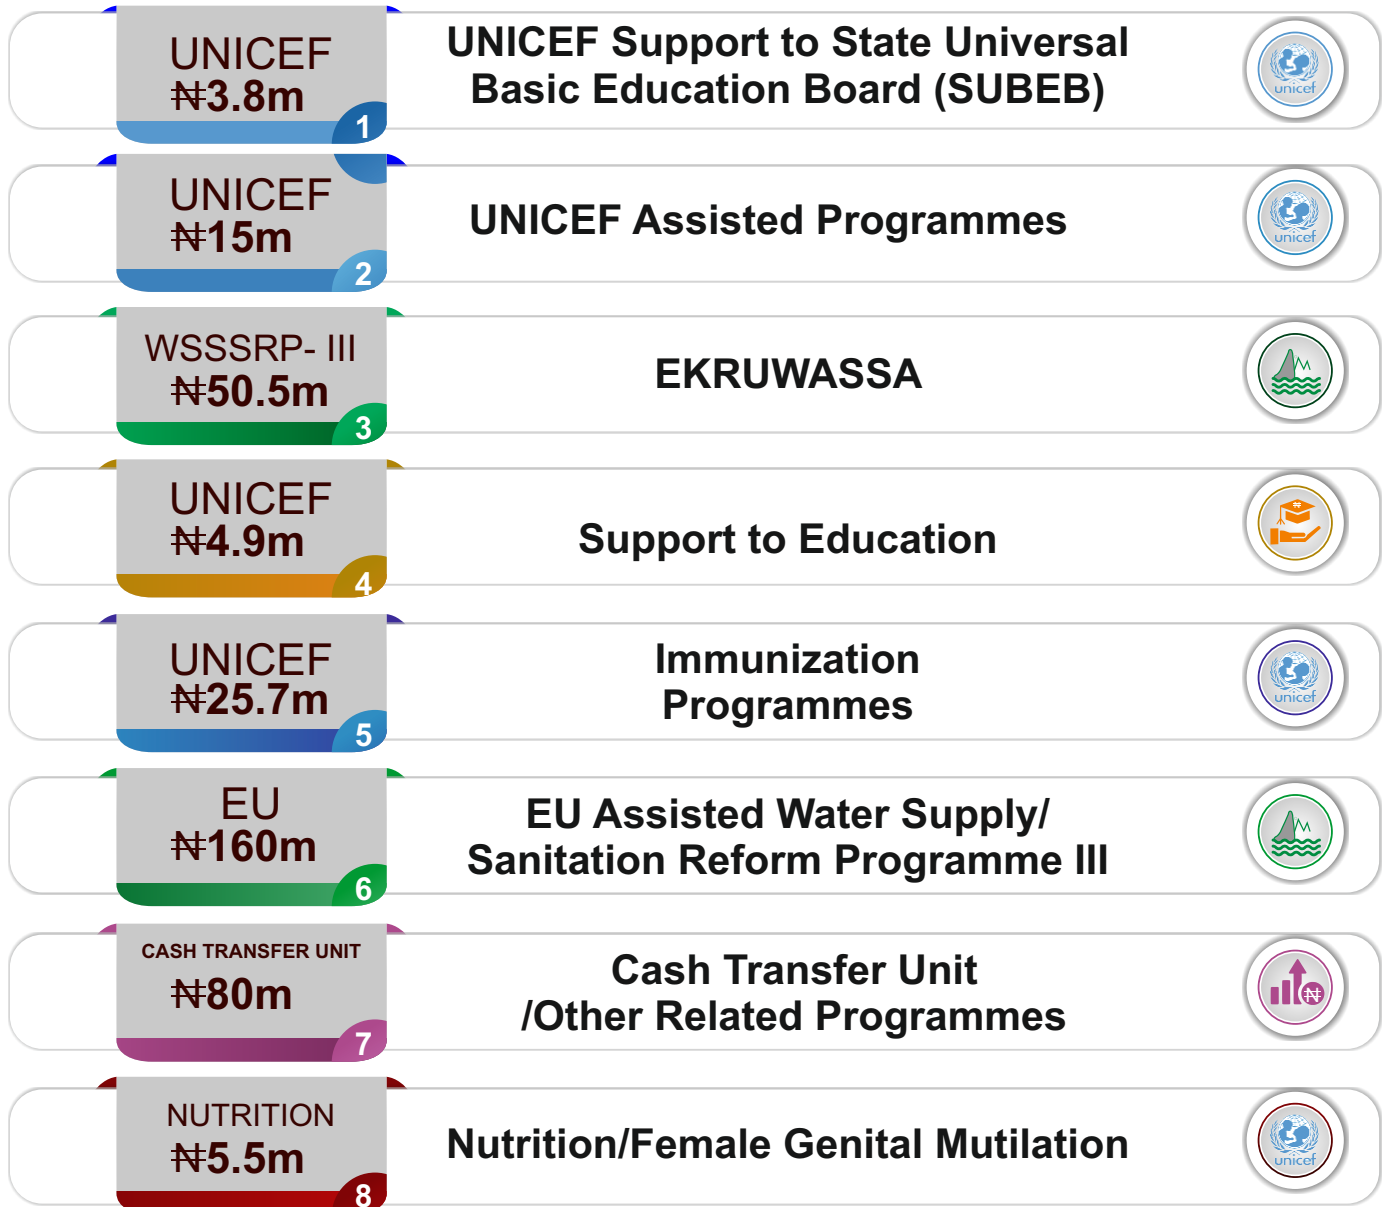 UNICEF
₦3.8m
1
UNICEF Support to State Universal
Basic Education Board (SUBEB)
unicef
UNICEF
₦15m
2
UNICEF Assisted Programmes
unicef
WSSSRP- III
₦50.5m
3
EKRUWASSA
UNICEF
₦4.9m
4
Support to Education
₦
UNICEF
₦25.7m
5
Immunization
Programmes
unicef
EU
₦160m
6
EU Assisted Water Supply/
Sanitation Reform Programme III
CASH TRANSFER UNIT
₦80m
7
Cash Transfer Unit
/Other Related Programmes
₦
NUTRITION
₦5.5m
8
Nutrition/Female Genital Mutilation
unicef